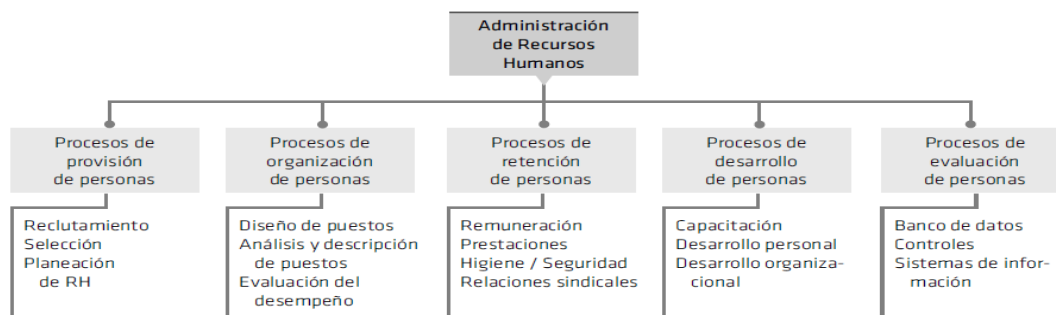 Administración
de Recursos
Humanos
Procesos de
provisión
de personas
Reclutamiento
Selección
Planeación
de RH
Procesos de
organización
de personas
Diseño de puestos
Análisis y descripción
de puestos
Evaluación del
desempeño
Procesos de
retención
de personas
Remuneración
Prestaciones
Higiene / Seguridad
Relaciones sindicales
Procesos de
desarrollo
de personas
Capacitación
Desarrollo personal
Desarrollo organiza-
cional
Procesos de
evaluación
de personas
Banco de datos
Controles
Sistemas de infor-
mación